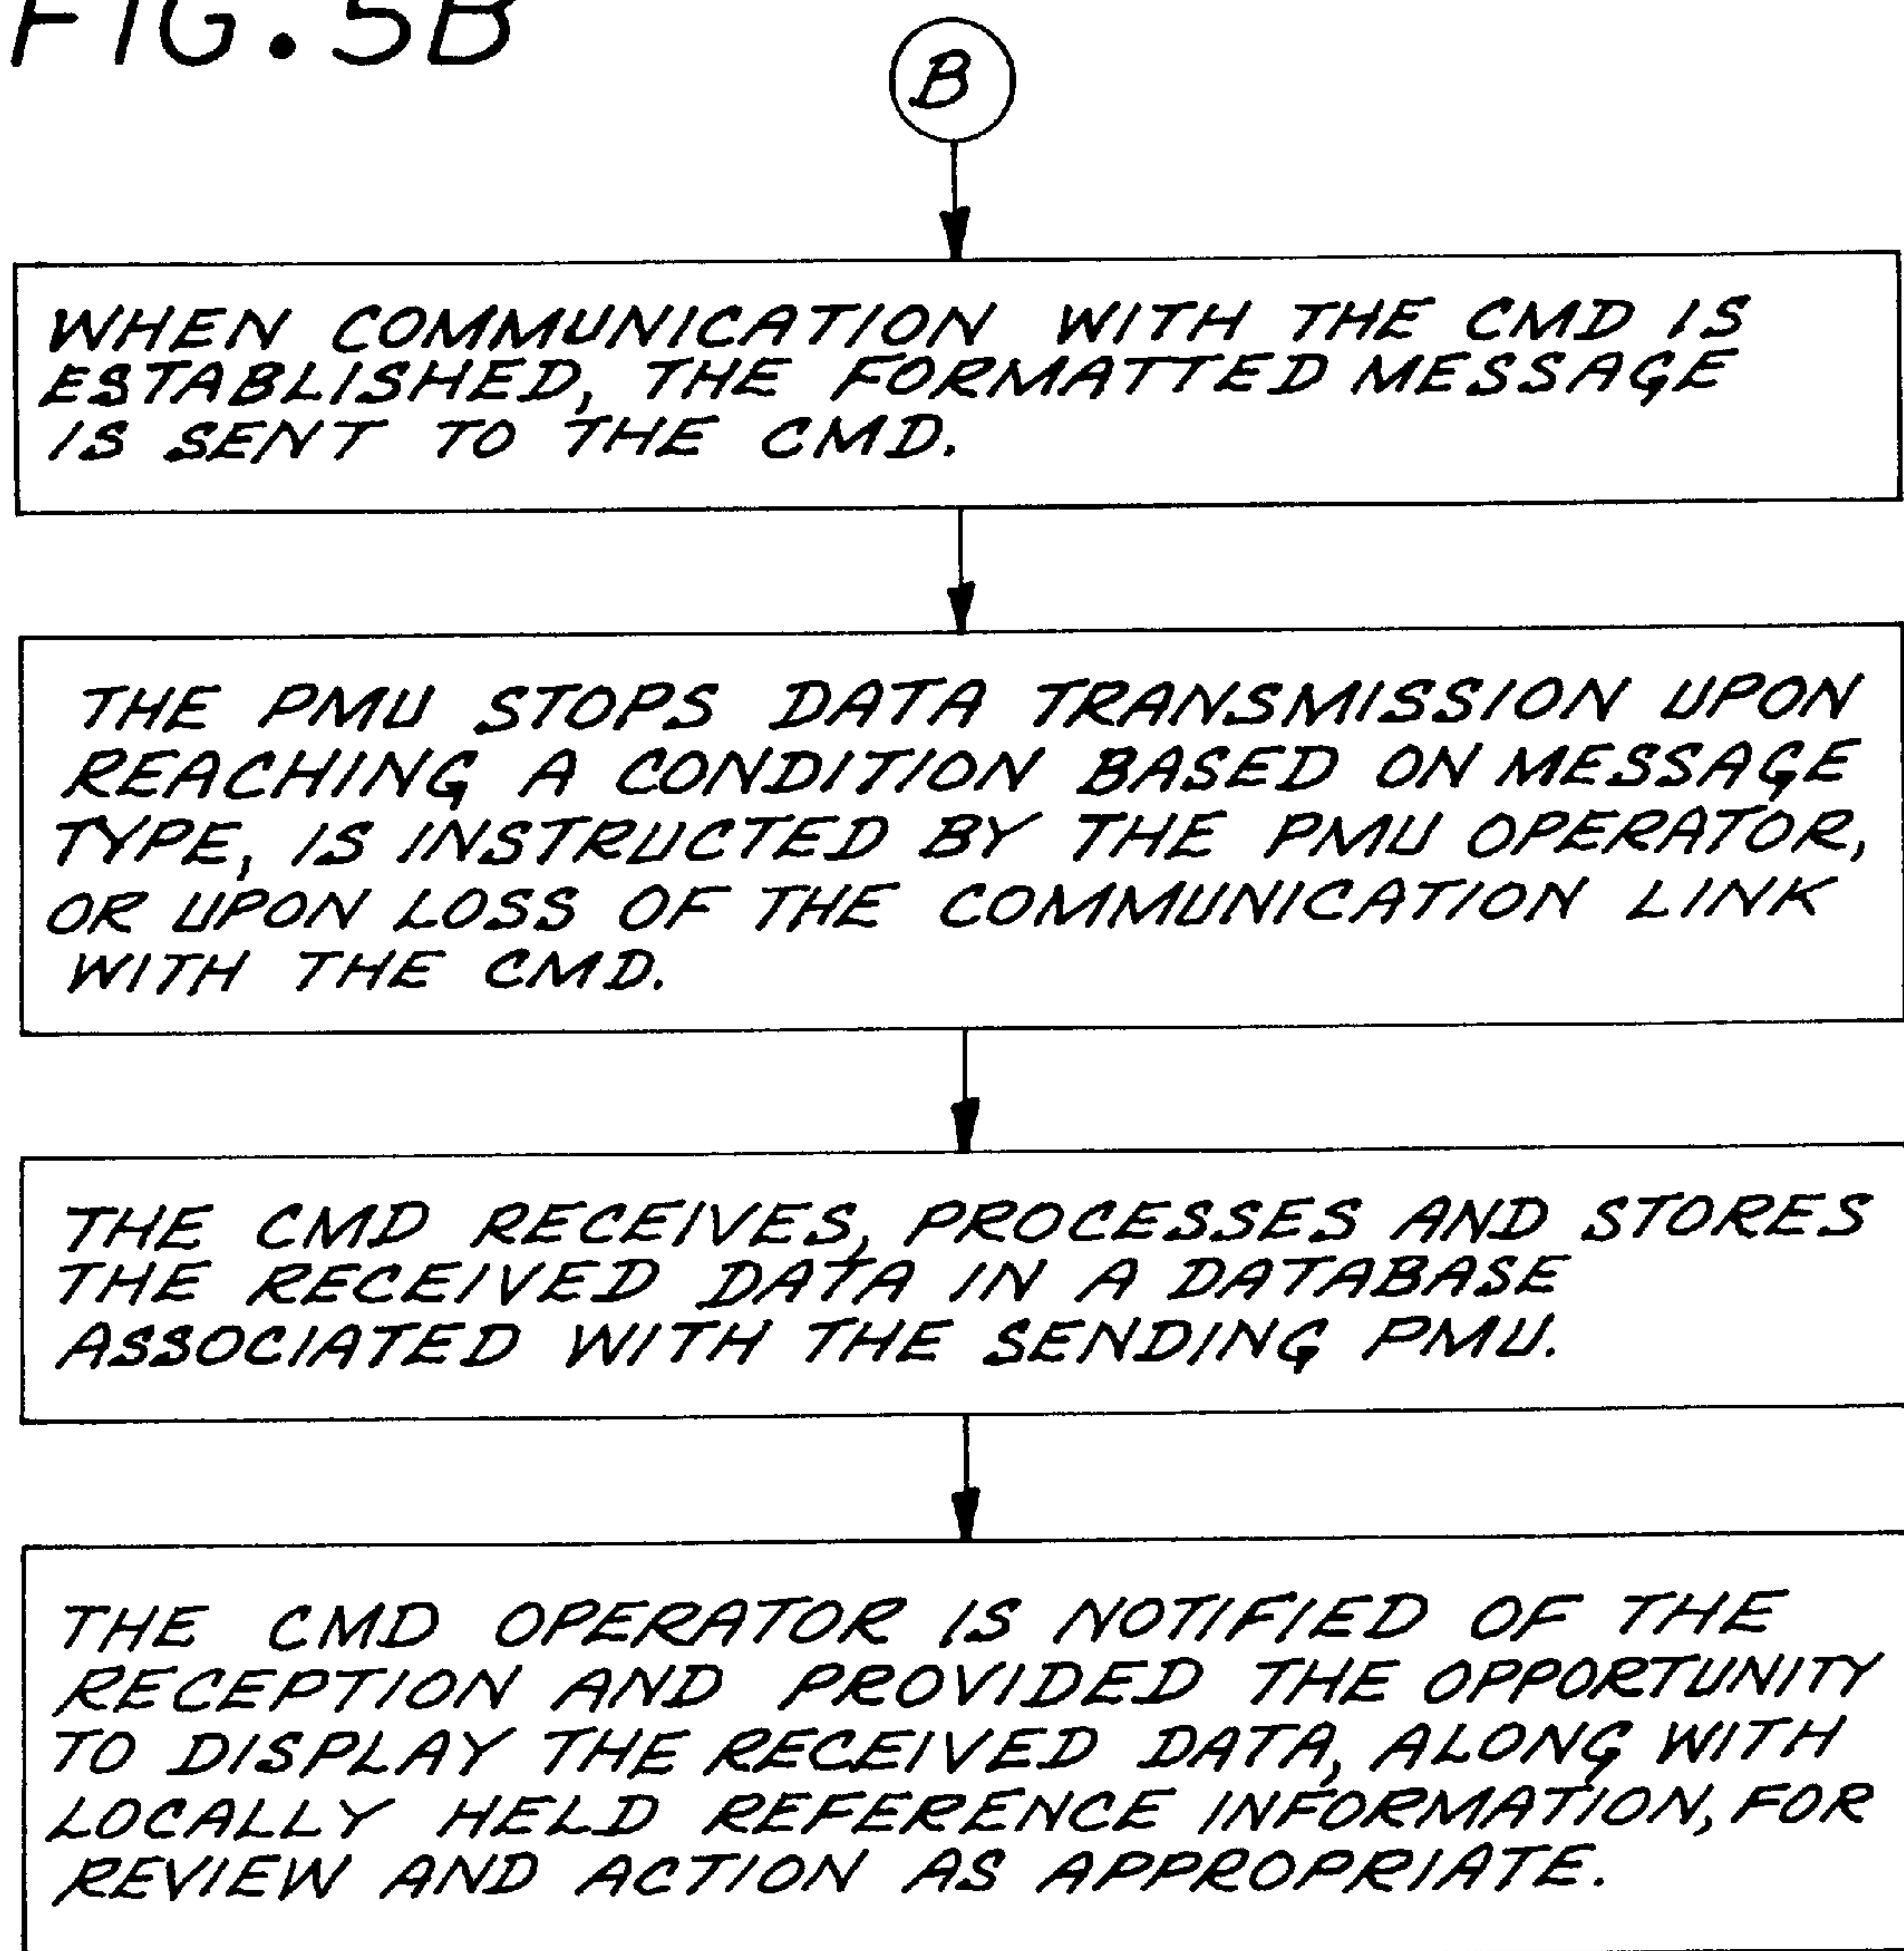 FIG. 5B
B
WHEN COMMUNICATION WITH THE CMD IS
ESTABLISHED, THE FORMATTED MESSAGE
IS SENT TO THE CMD.
THE PMU STOPS DATA TRANSMISSION UPON
REACHING A CONDITION BASED ON MESSAGE
TYPE, IS INSTRUCTED BY THE PMU OPERATOR,
OR UPON LOSS OF THE COMMUNICATION LINK
WITH THE CMD.
THE CMD RECEIVES, PROCESSES AND STORES
THE RECEIVED DATA IN A DATABASE
ASSOCIATED WITH THE SENDING PMU.
THE CMD OPERATOR IS NOTIFIED OF THE
RECEPTION AND PROVIDED THE OPPORTUNITY
TO DISPLAY THE RECEIVED DATA, ALONG WITH
LOCALLY HELD REFERENCE INFORMATION, FOR
REVIEW AND ACTION AS APPROPRIATE.